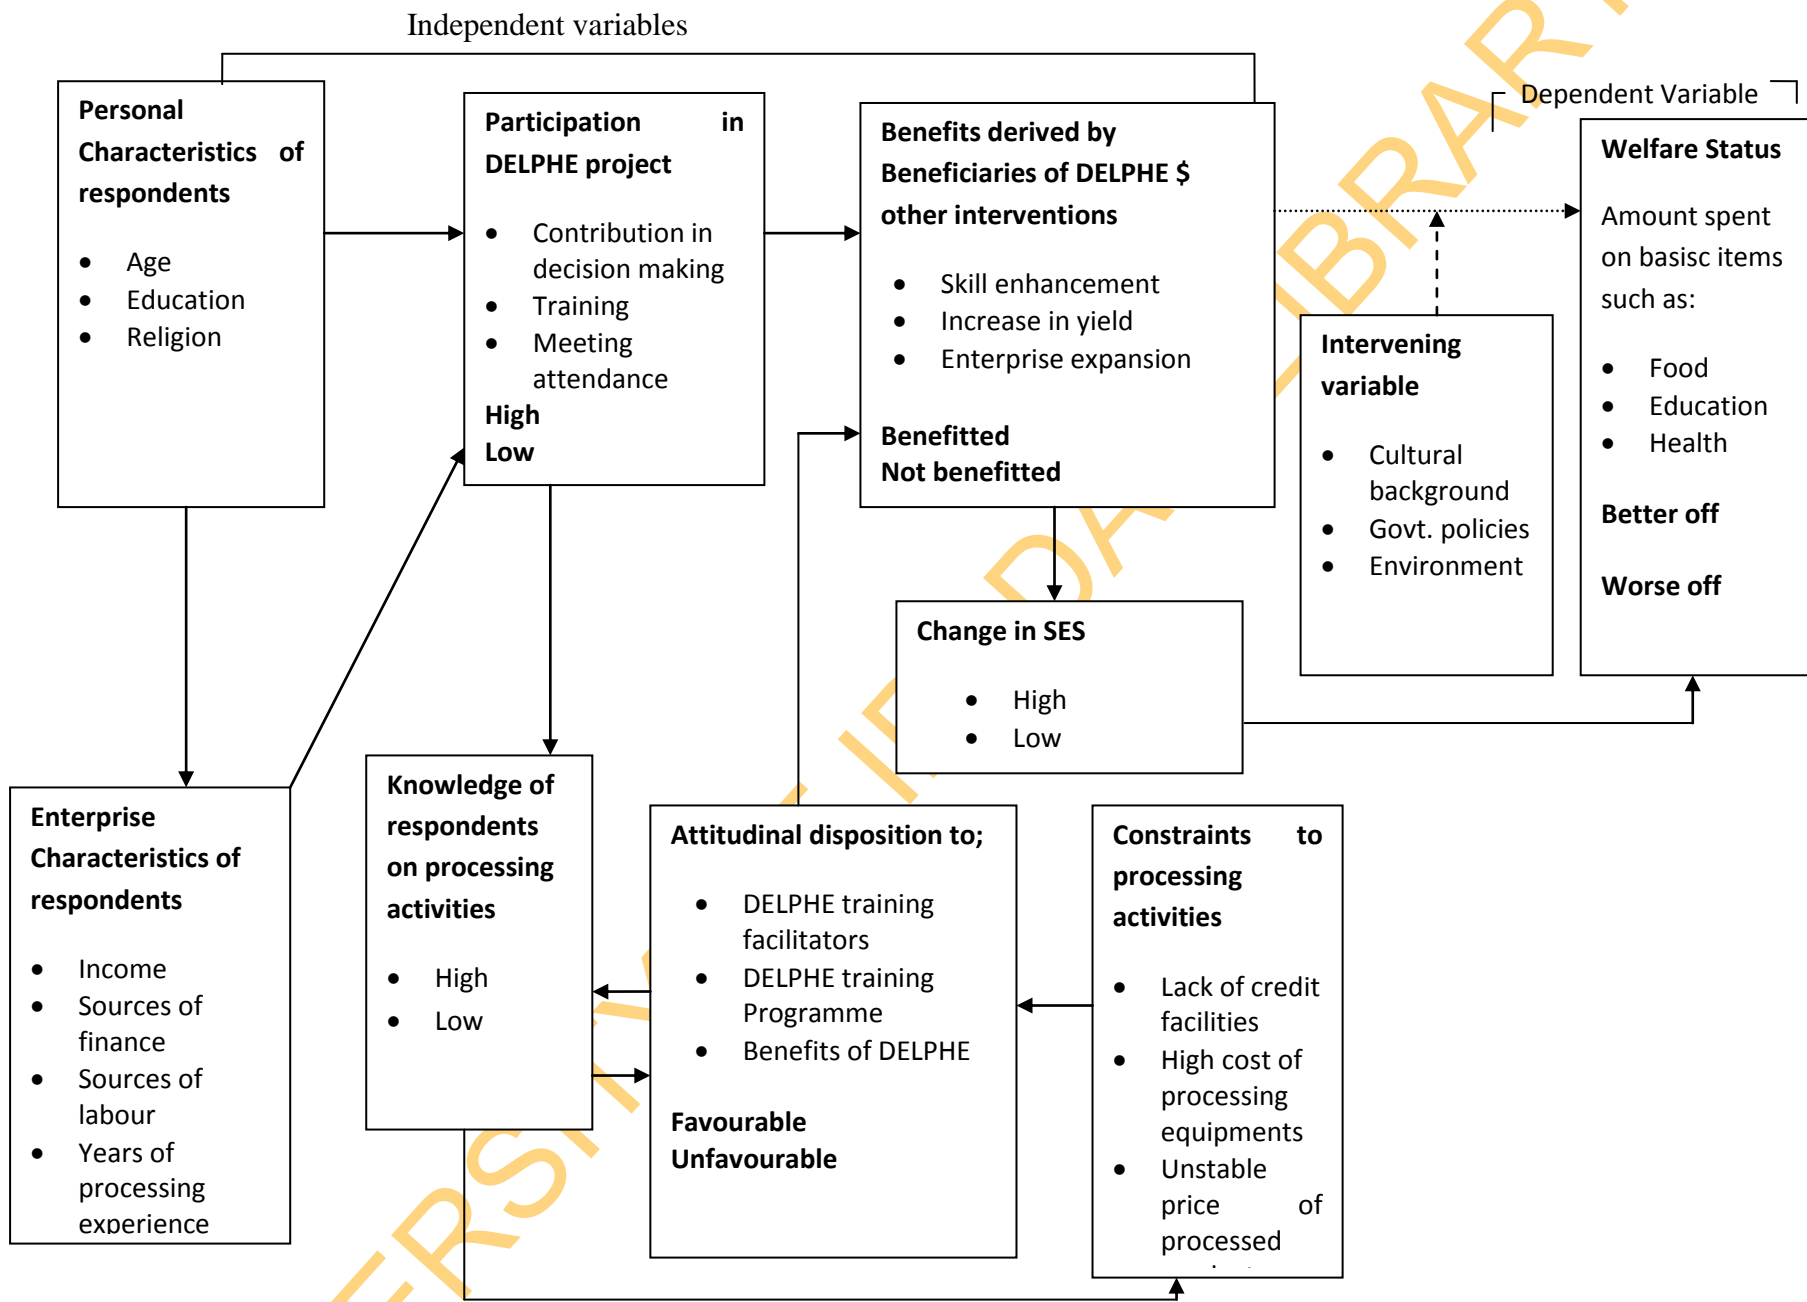 Independent variables
Personal
Characteristics of
respondents
• Age
• Education
• Religion
Participation in
DELPHE project
• Contribution in
decision making
• Training
• Meeting
attendance
High
Low
Benefits derived by
Beneficiaries of DELPHE $
other interventions
• Skill enhancement
• Increase in yield
• Enterprise expansion
Benefitted
Not benefitted
Dependent Variable
Welfare Status
Amount spent
on basisc items
such as:
• Food
• Education
• Health
Better off
Worse off
Intervening
variable
• Cultural
background
• Govt. policies
• Environment
Change in SES
• High
• Low
Enterprise
Characteristics of
respondents
• Income
• Sources of
finance
• Sources of
labour
• Years of
processing
experience
Knowledge of
respondents
on processing
activities
• High
• Low
Attitudinal disposition to;
• DELPHE training
facilitators
• DELPHE training
Programme
• Benefits of DELPHE
Favourable
Unfavourable
Constraints to
processing
activities
• Lack of credit
facilities
• High cost of
processing
equipments
• Unstable
price of
processed